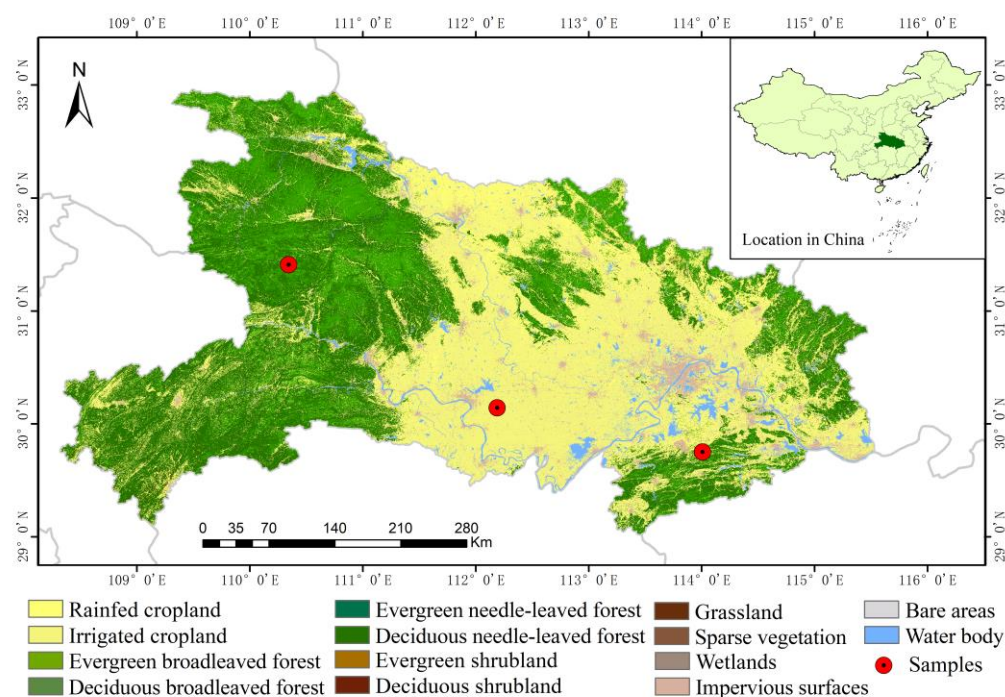 109° 0'E 110° 0'E 111° 0'E 112° 0'E 113° 0'E 114° 0'E 115° 0'E 116° 0'E
N
33° 0'N
32° 0'N
31° 0'N
30° 0'N
29° 0'N
33° 0'N
32° 0'N
31° 0'N
30° 0'N
29° 0'N
Location in China
0 35 70 140 210 280
Km
109° 0'E 110° 0'E 111° 0'E 112° 0'E 113° 0'E 114° 0'E 115° 0'E 116° 0'E
Rainfed cropland
Irrigated cropland
Evergreen broadleaved forest
Deciduous broadleaved forest
Evergreen needle-leaved forest
Deciduous needle-leaved forest
Evergreen shrubland
Deciduous shrubland
Grassland
Sparse vegetation
Wetlands
Impervious surfaces
Bare areas
Water body
Samples